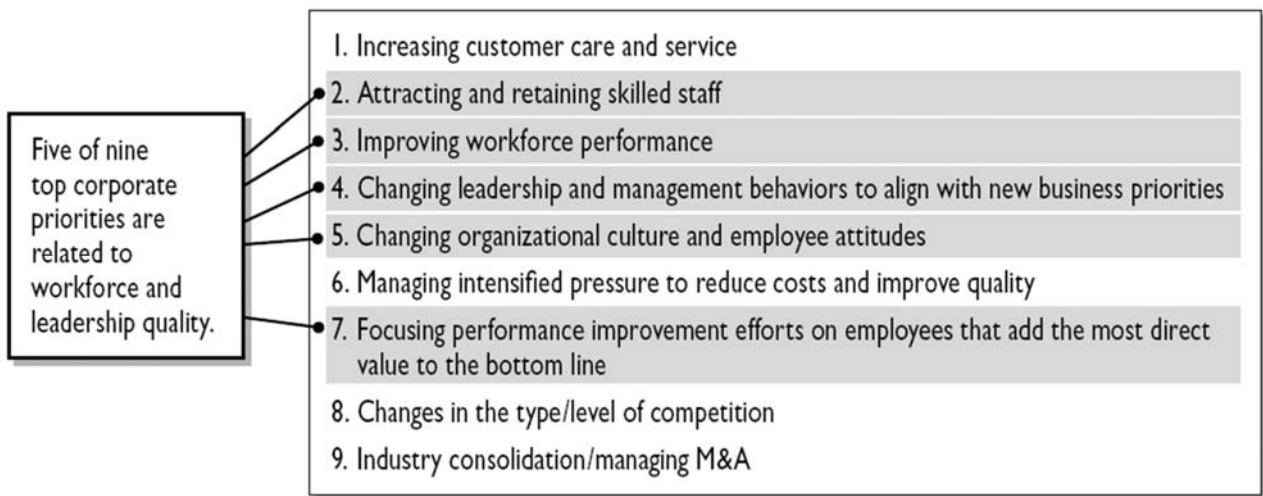 Five of nine
top corporate
priorities are
related to
workforce and
leadership quality.
1. Increasing customer care and service
2. Attracting and retaining skilled staff
3. Improving workforce performance
4. Changing leadership and management behaviors to align with new business priorities
5. Changing organizational culture and employee attitudes
6. Managing intensified pressure to reduce costs and improve quality
7. Focusing performance improvement efforts on employees that add the most direct
value to the bottom line
8. Changes in the type/level of competition
9. Industry consolidation/managing M&A